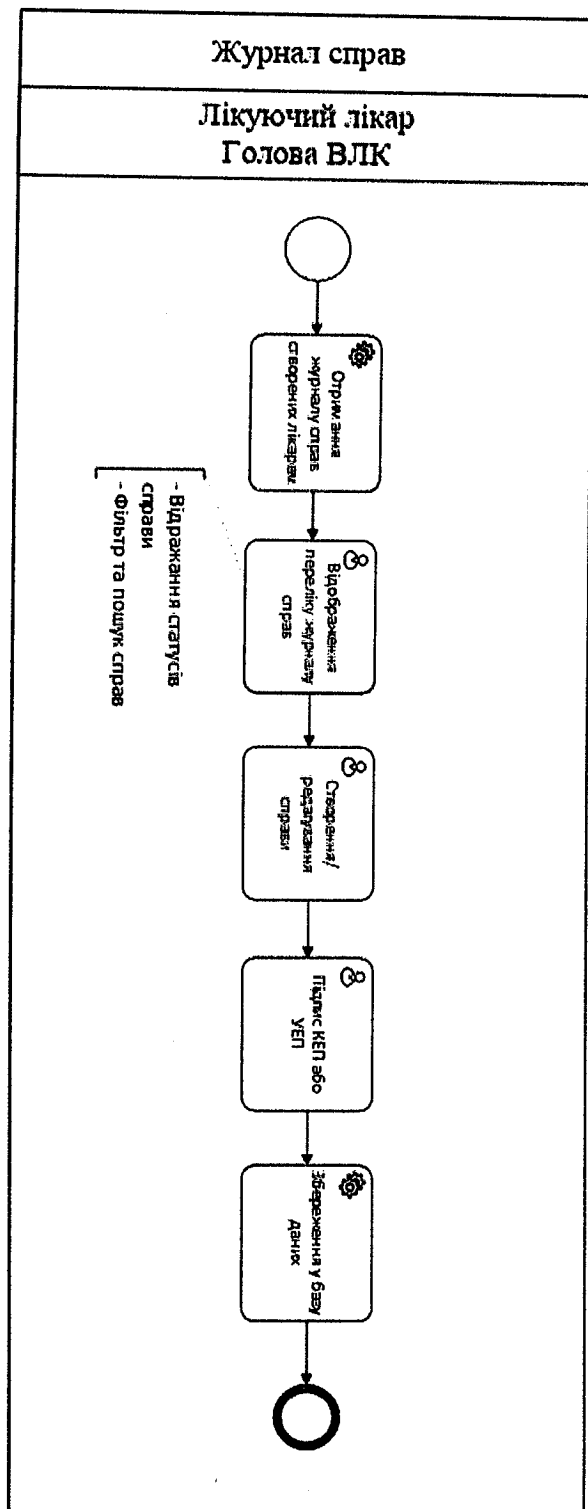 Журнал справ
Лікуючий лікар
Голова ВЛК
Отримання
журналу справ
створених лікарем
Відображення
переліку журналу
справ
- Відражання статусів
справи
- Фільтр та пошук справ
Створення/
редагування
справи
Підпис КЕП або
УЕП
Збереження у базу
даних